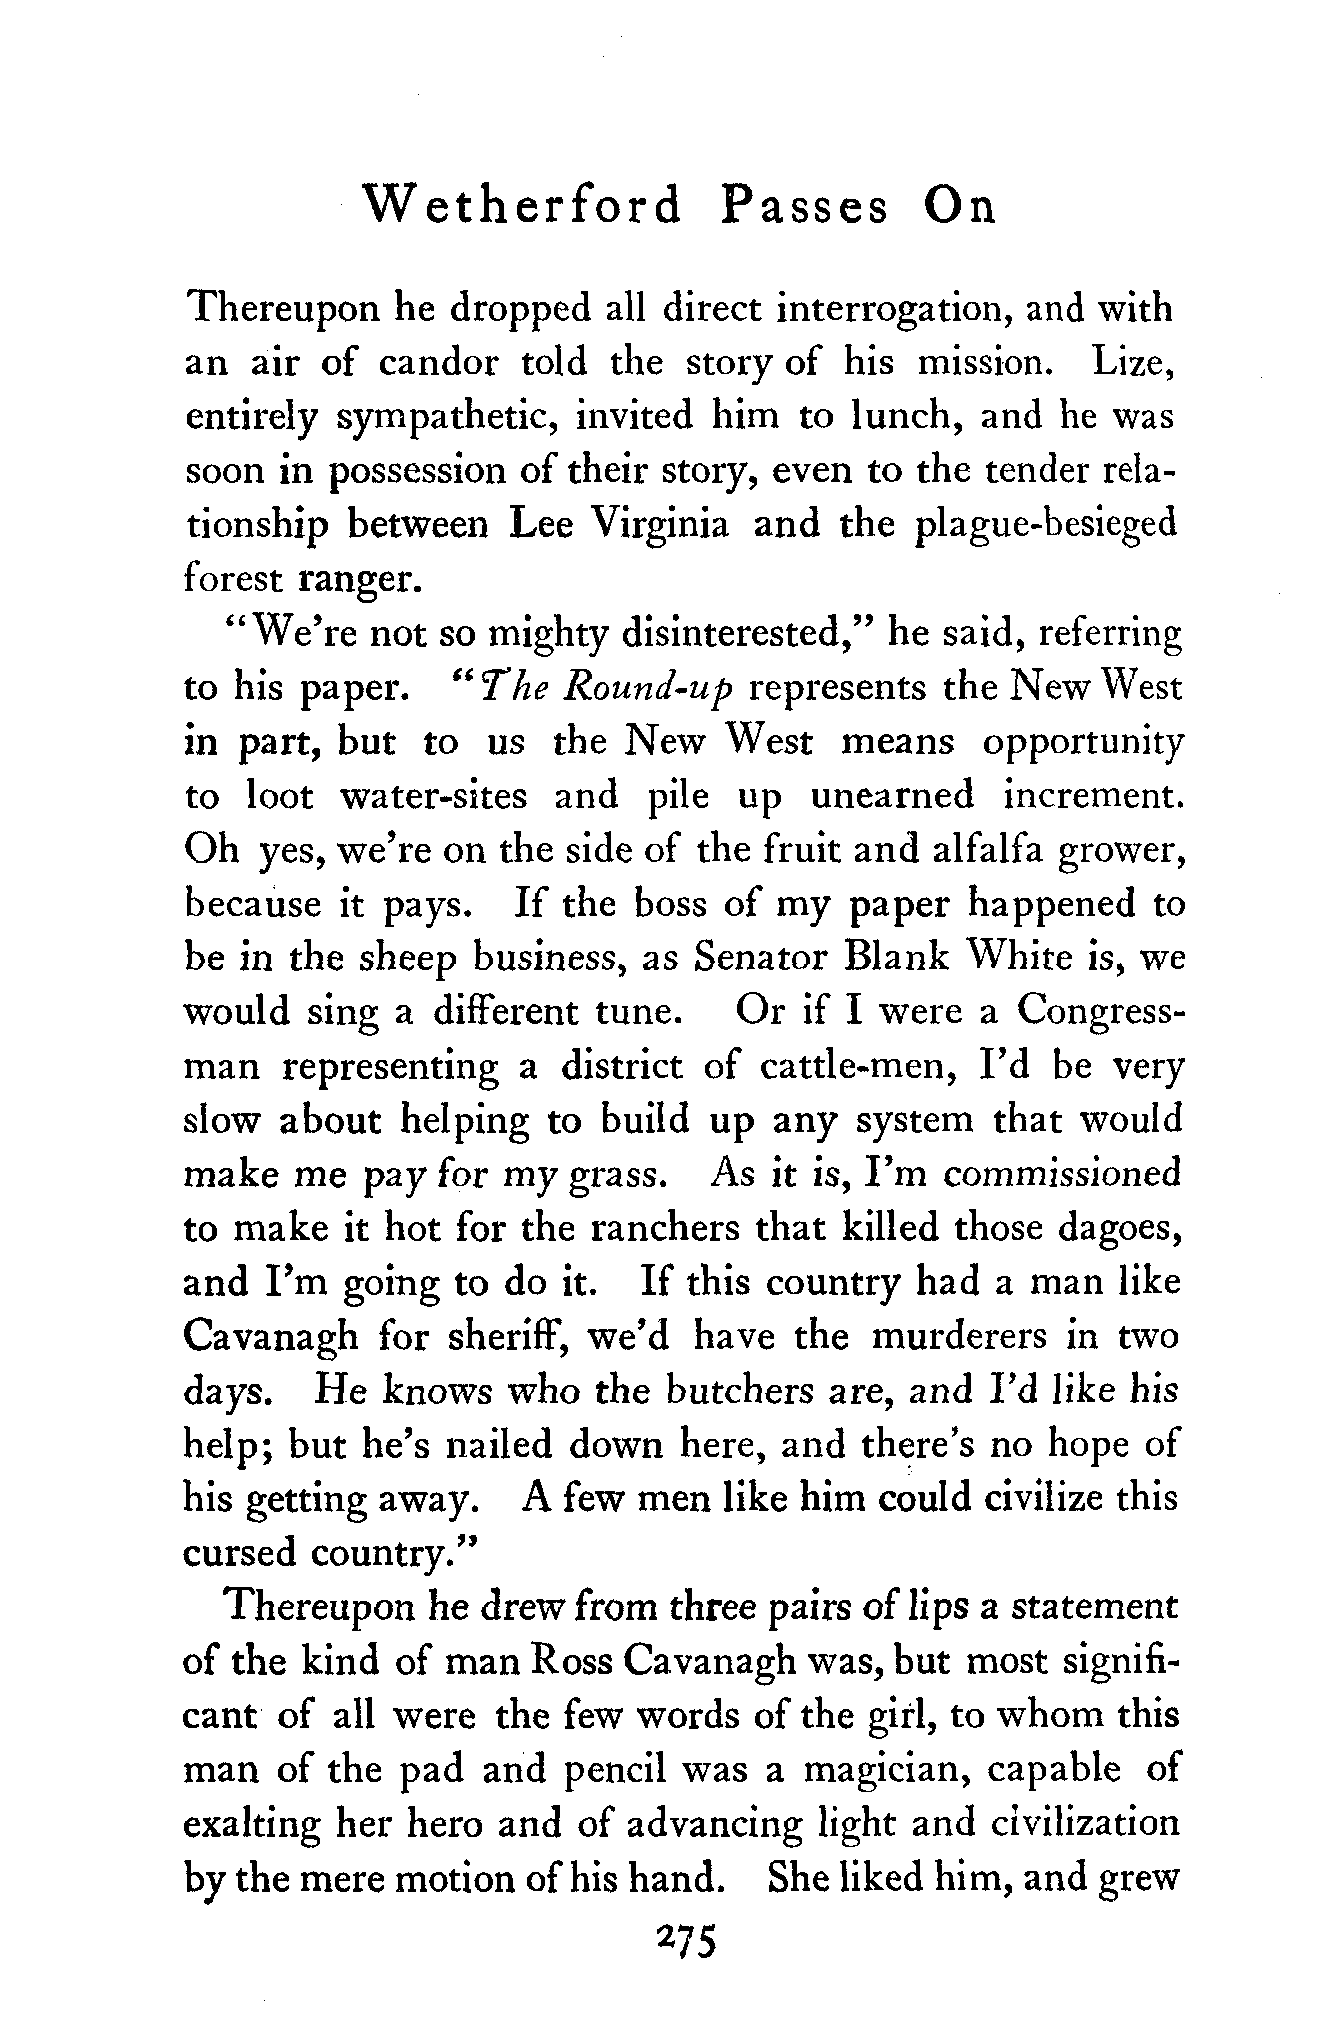 Wetherford Passes On
Thereupon he dropped all direct interrogation, and with
an air of candor told the story of his mission. Lize,
entirely sympathetic, invited him to lunch, and he was
soon in possession of their story, even to the tender rela-
tionship between Lee Virginia and the plague-besieged
forest ranger.
“We’re not so mighty disinterested,” he said, referring
to his paper. “The Round-up represents the New West
in part, but to us the New West means opportunity
to loot water-sites and pile up unearned increment.
Oh yes, we’re on the side of the fruit and alfalfa grower,
because it pays. If the boss of my paper happened to
be in the sheep business, as Senator Blank White is, we
would sing a different tune. Or if I were a Congress-
man representing a district of cattle-men, I’d be very
slow about helping to build up any system that would
make me pay for my grass. As it is, I’m commissioned
to make it hot for the ranchers that killed those dagoes,
and I’m going to do it. If this country had a man like
Cavanagh for sheriff, we’d have the murderers in two
days. He knows who the butchers are, and I’d like his
help; but he’s nailed down here, and there’s no hope of
his getting away. A few men like him could civilize this
cursed country.”
Thereupon he drew from three pairs of lips a statement
of the kind of man Ross Cavanagh was, but most signifi-
cant of all were the few words of the girl, to whom this
man of the pad and pencil was a magician, capable of
exalting her hero and of advancing light and civilization
by the mere motion of his hand. She liked him, and grew
275